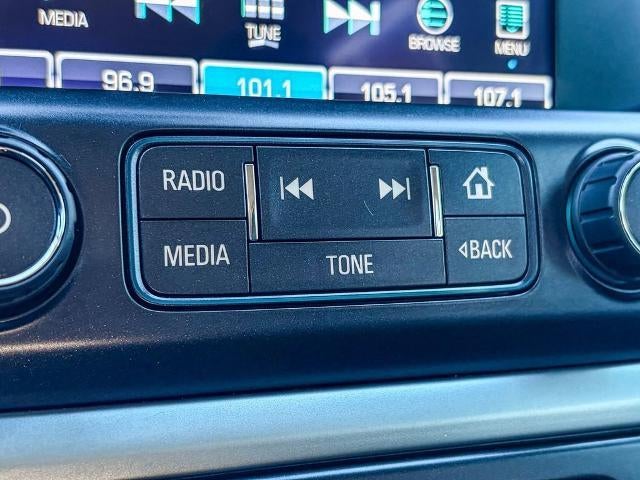 MEDIA
TUNE
BROWSE
MENU
96.9 101.1 105.1 107.1
RADIO
MEDIA
TONE
BACK